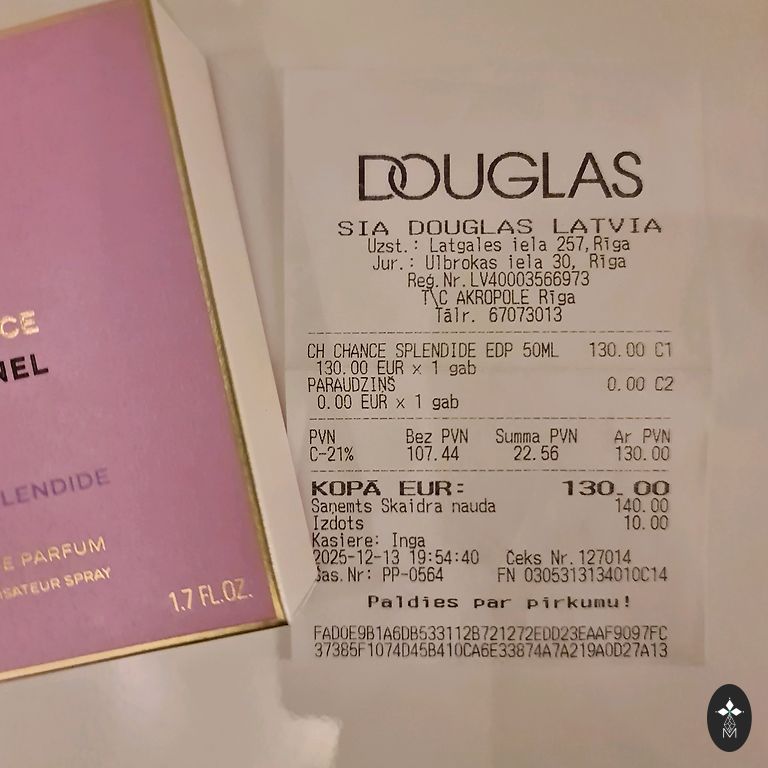 CE
NEL
LENDIDE
E PARFUM
ISATEUR SPRAY
1.7 FL.OZ.
DOUGLAS
SIA DOUGLAS LATVIA
Uzst.: Latgales iela 257,Rīga
Jur.: Ulbrokas iela 30, Rīga
Reģ.Nr.LV40003566973
T\C AKROPOLE Rīga
Tālr. 67073013
CH CHANCE SPLENDIDE EDP 50ML 130.00 C1
130.00 EUR x 1 gab
PARAUDZIŅŠ 0.00 C2
0.00 EUR x 1 gab
PVN Bez PVN Summa PVN Ar PVN
C-21% 107.44 22.56 130.00
KOPĀ EUR: 130.00
Saņemts Skaidra nauda 140.00
Izdots 10.00
Kasiere: Inga
2025-12-13 19:54:40 Čeks Nr.127014
Sas.Nr: PP-0564 FN 0305313134010C14
Paldies par pirkumu!
FAD0E9B1A6DB533112B721272EDD23EAAF9097FC
37385F1074D45B410CA6E33874A7A219A0D27A13
M